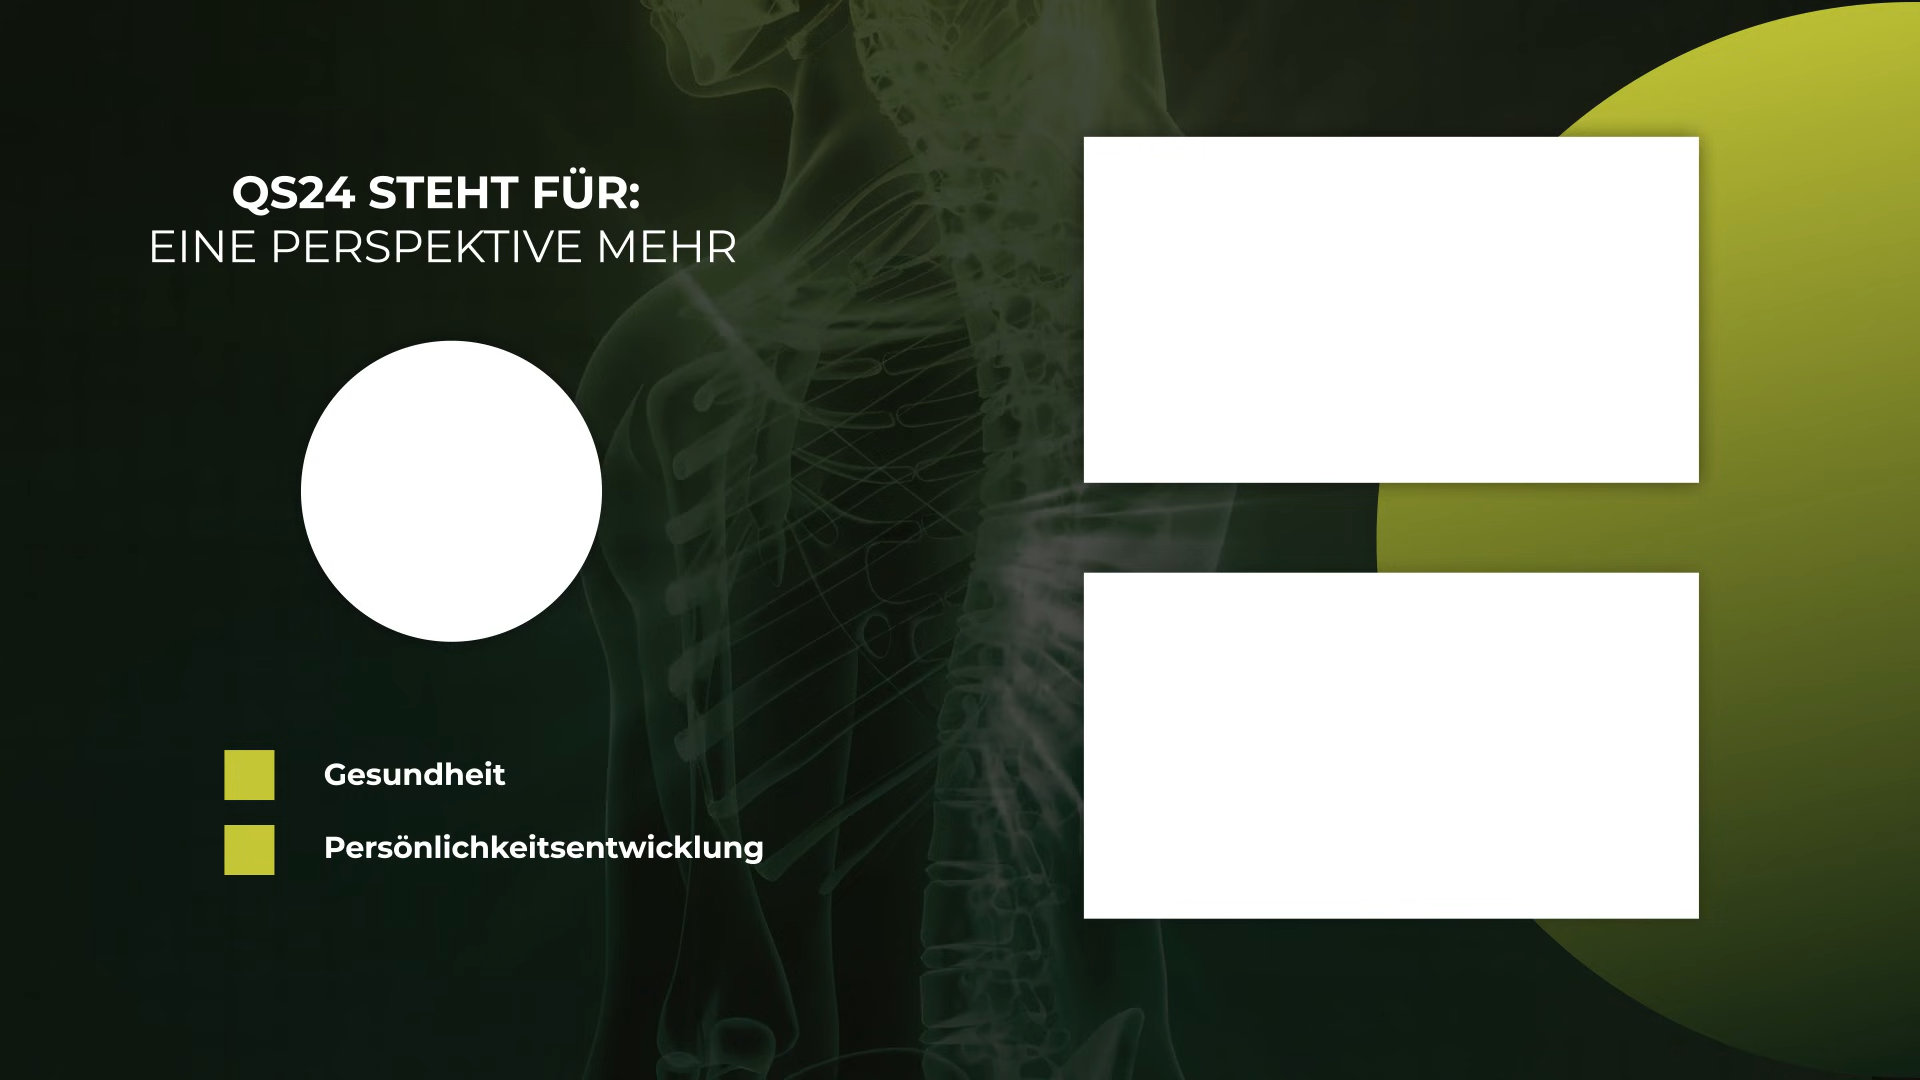 QS24 STEHT FÜR:
EINE PERSPEKTIVE MEHR
Gesundheit
Persönlichkeitsentwicklung